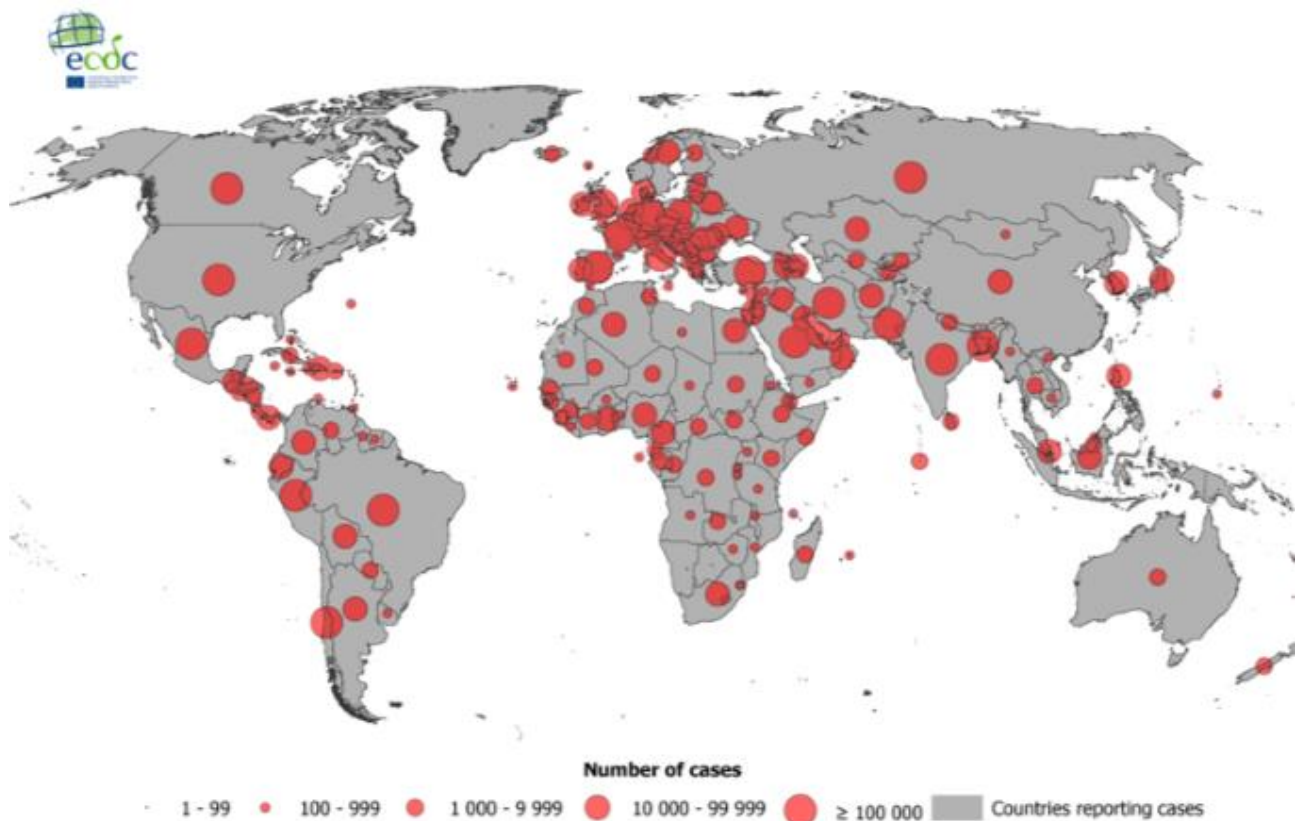 ecdc
Number of cases
1 - 99 100 - 999 1 000 - 9 999 10 000 - 99 999 ≥ 100 000 Countries reporting cases